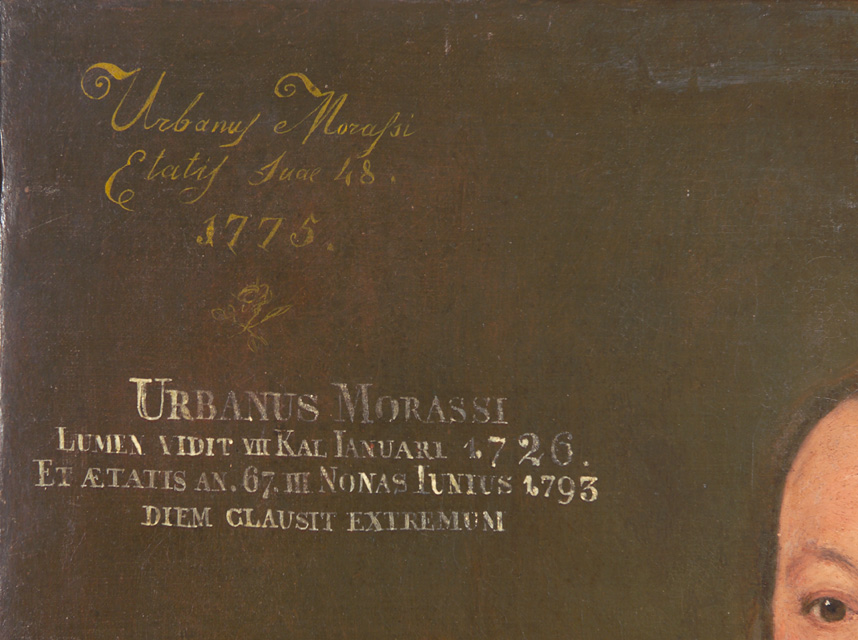 Urbanus Morassi
Etatis suae 48.
1775.
URBANUS MORASSI
LUMEN VIDIT VII KAL IANUARI 1726.
ET ÆTATIS AN. 67. III NONAS IUNIUS 1793
DIEM CLAUSIT EXTREMUM